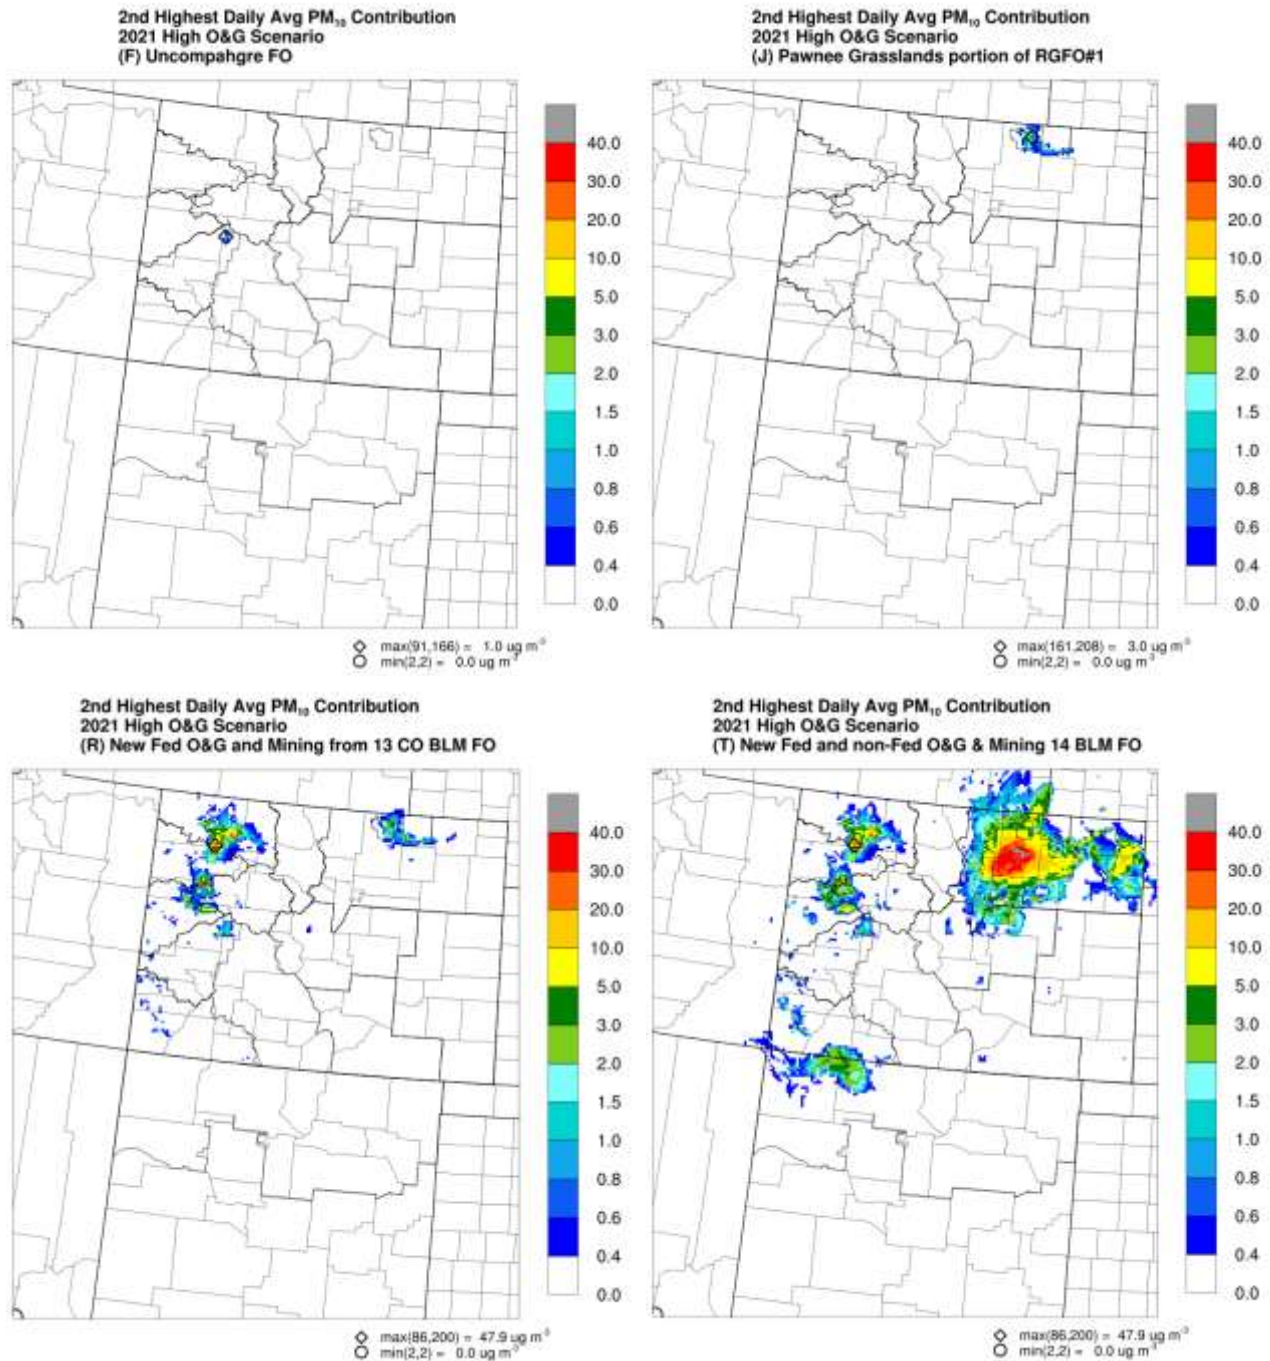 2nd Highest Daily Avg PM₁₀ Contribution
2021 High O&G Scenario
(F) Uncompahgre FO
40.0
30.0
20.0
10.0
5.0
3.0
2.0
1.5
1.0
0.8
0.6
0.4
0.0
max(91,166) = 1.0 ug m⁻³
min(2,2) = 0.0 ug m⁻³
2nd Highest Daily Avg PM₁₀ Contribution
2021 High O&G Scenario
(J) Pawnee Grasslands portion of RGFO#1
40.0
30.0
20.0
10.0
5.0
3.0
2.0
1.5
1.0
0.8
0.6
0.4
0.0
max(161,208) = 3.0 ug m⁻³
min(2,2) = 0.0 ug m⁻³
2nd Highest Daily Avg PM₁₀ Contribution
2021 High O&G Scenario
(R) New Fed O&G and Mining from 13 CO BLM FO
40.0
30.0
20.0
10.0
5.0
3.0
2.0
1.5
1.0
0.8
0.6
0.4
0.0
max(86,200) = 47.9 ug m⁻³
min(2,2) = 0.0 ug m⁻³
2nd Highest Daily Avg PM₁₀ Contribution
2021 High O&G Scenario
(T) New Fed and non-Fed O&G & Mining 14 BLM FO
40.0
30.0
20.0
10.0
5.0
3.0
2.0
1.5
1.0
0.8
0.6
0.4
0.0
max(86,200) = 47.9 ug m⁻³
min(2,2) = 0.0 ug m⁻³